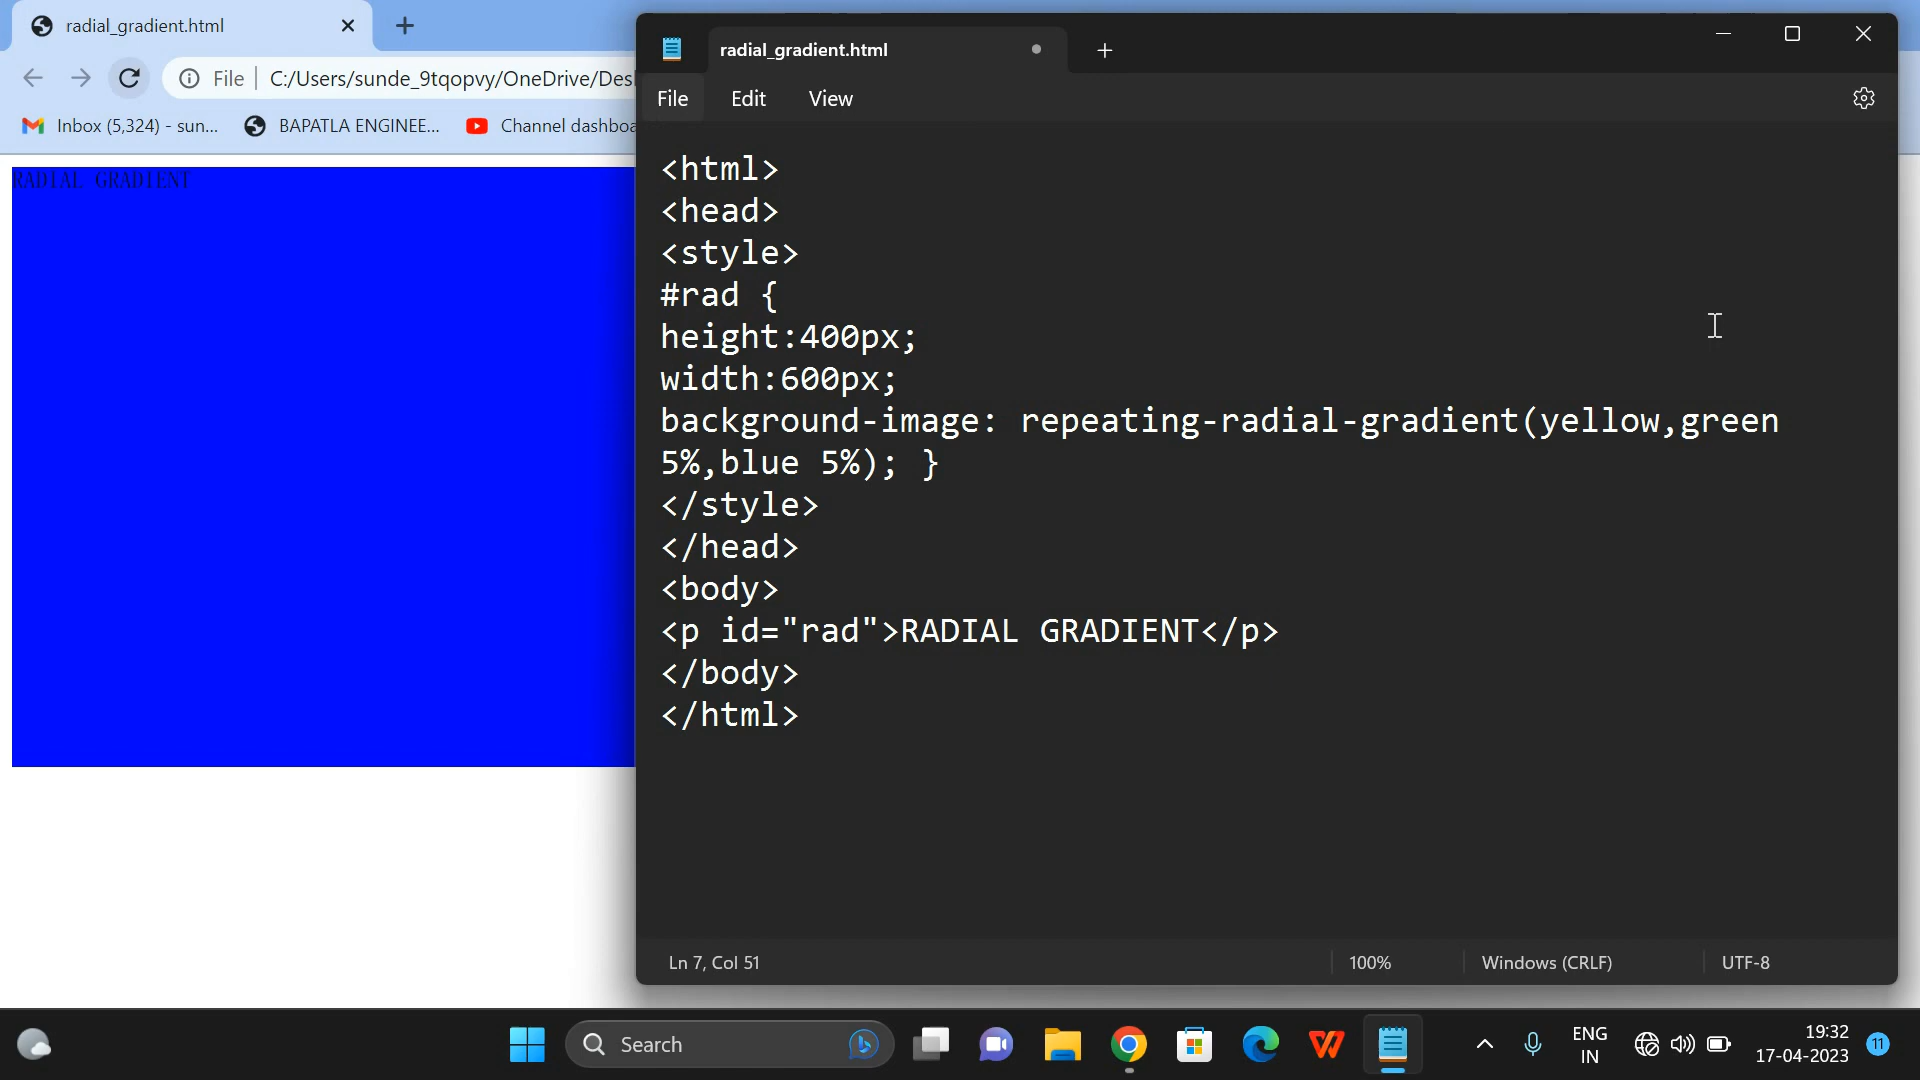 radial_gradient.html
File
C:/Users/sunde_9tqopvy/OneDrive/Des
Inbox (5,324) - sun...
BAPATLA ENGINEE...
Channel dashboa
RADIAL GRADIENT
radial_gradient.html
File
Edit
View
<html>
<head>
<style>
#rad {
height:400px;
width:600px;
background-image: repeating-radial-gradient(yellow,green
5%,blue 5%); }
</style>
</head>
<body>
<p id="rad">RADIAL GRADIENT</p>
</body>
</html>
Ln 7, Col 51
100%
Windows (CRLF)
UTF-8
Search
ENG
IN
19:32
17-04-2023
11